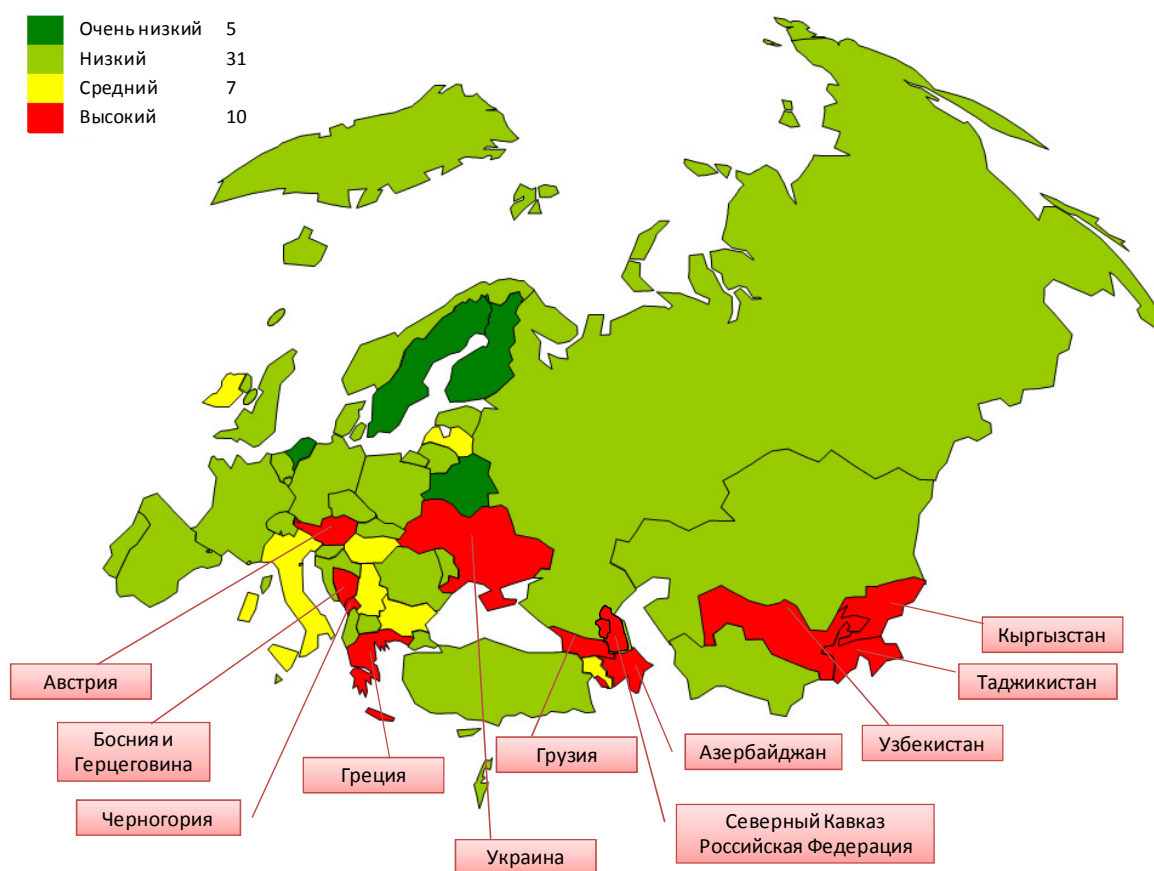 Очень низкий 5
Низкий 31
Средний 7
Высокий 10
Кыргызстан
Австрия
Таджикистан
Босния и
Герцеговина
Грузия
Азербайджан
Узбекистан
Греция
Черногория
Северный Кавказ
Российская Федерация
Украина